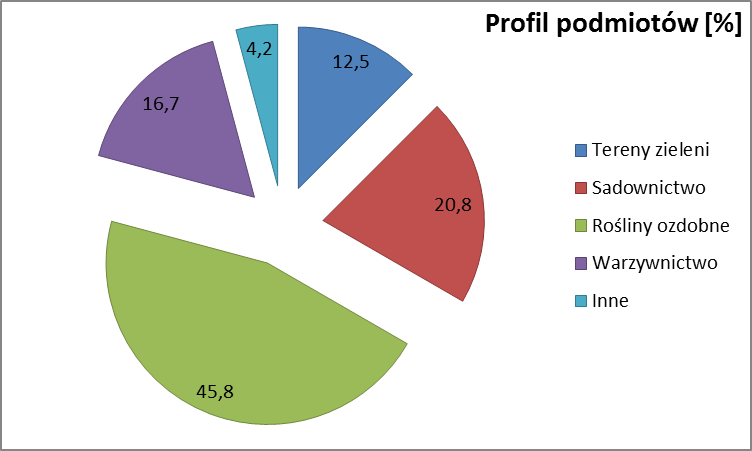 Profil podmiotów [%]
4,2
12,5
16,7
20,8
45,8
Tereny zieleni
Sadownictwo
Rośliny ozdobne
Warzywnictwo
Inne